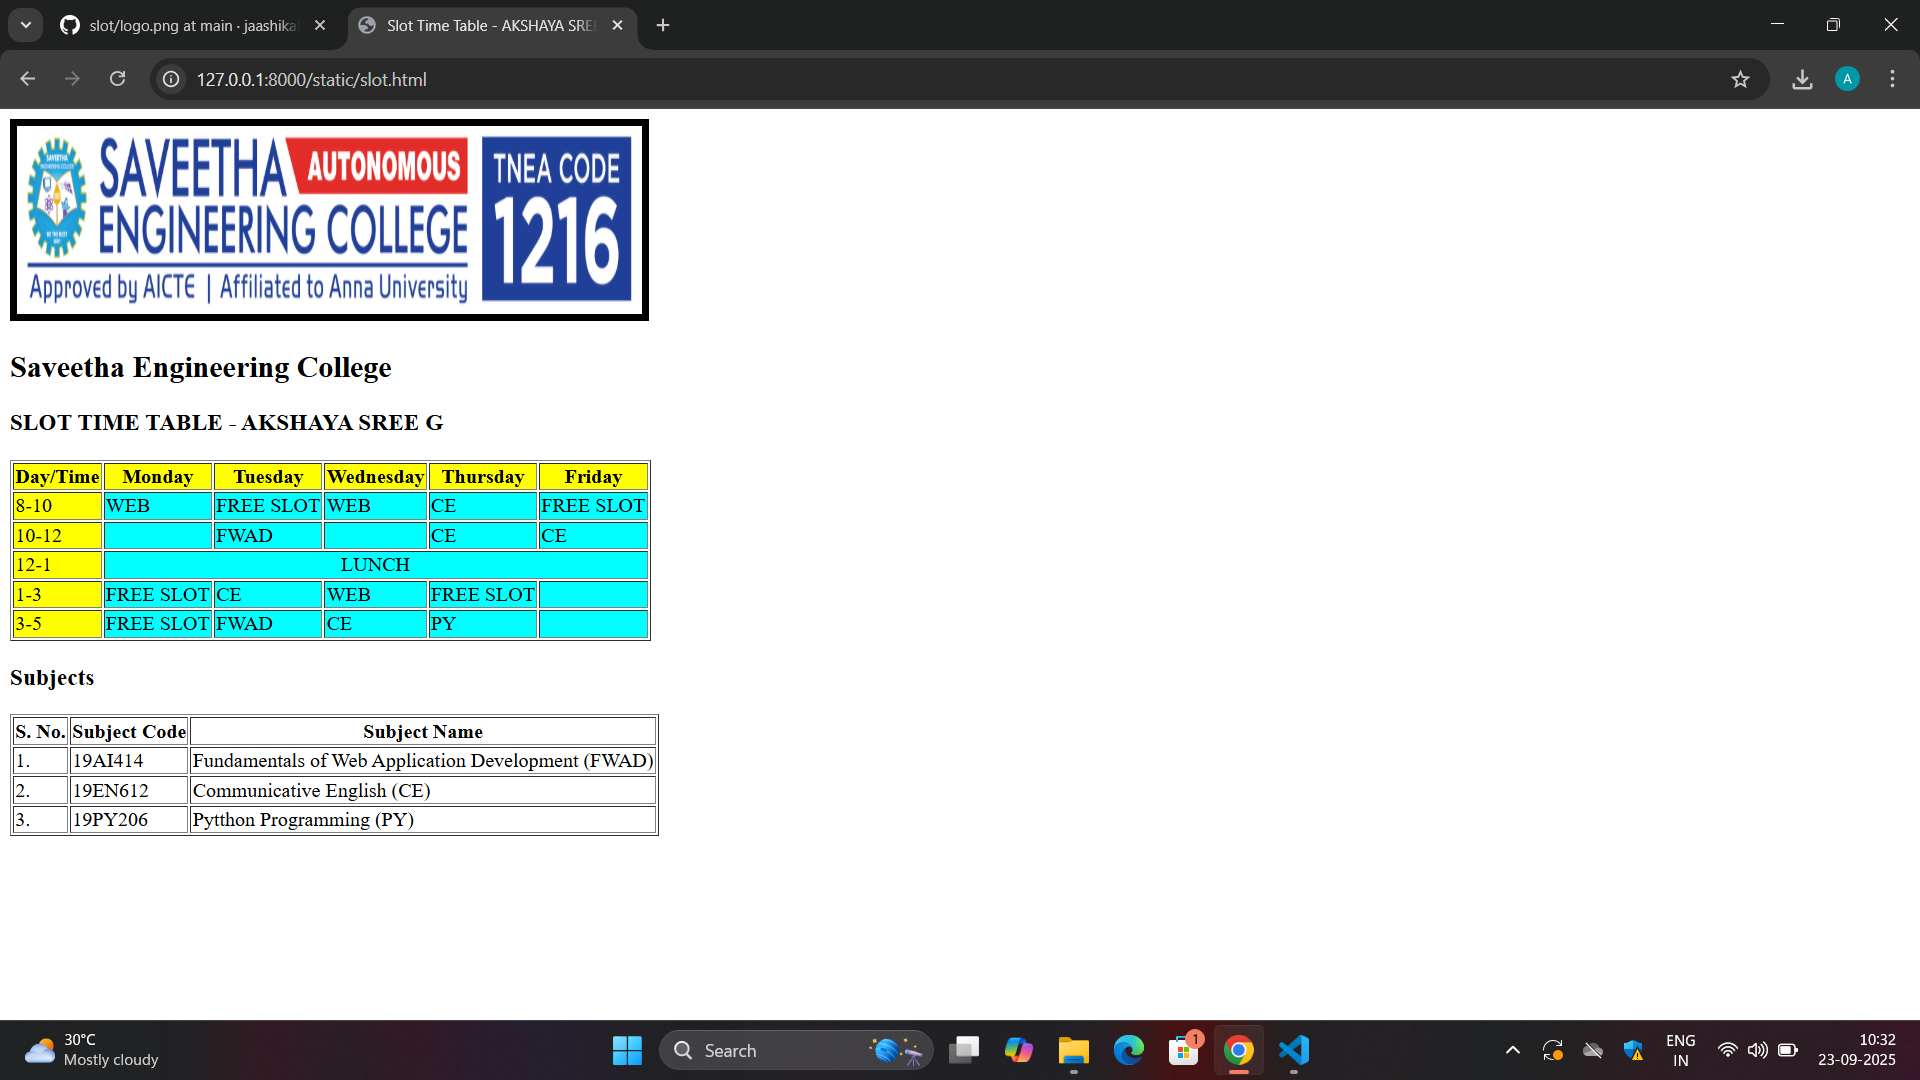 slot/logo.png at main · jaashika
Slot Time Table - AKSHAYA SREE
127.0.0.1:8000/static/slot.html
A
SAVEETHA AUTONOMOUS
ENGINEERING COLLEGE
Approved by AICTE | Affiliated to Anna University
TNEA CODE
1216
Saveetha Engineering College
SLOT TIME TABLE - AKSHAYA SREE G
Day/Time Monday Tuesday Wednesday Thursday Friday
8-10 WEB FREE SLOT WEB CE FREE SLOT
10-12 FWAD CE CE
12-1 LUNCH
1-3 FREE SLOT CE WEB FREE SLOT
3-5 FREE SLOT FWAD CE PY
Subjects
S. No. Subject Code Subject Name
1. 19AI414 Fundamentals of Web Application Development (FWAD)
2. 19EN612 Communicative English (CE)
3. 19PY206 Pytthon Programming (PY)
30°C
Mostly cloudy
Search
1
ENG
IN
10:32
23-09-2025